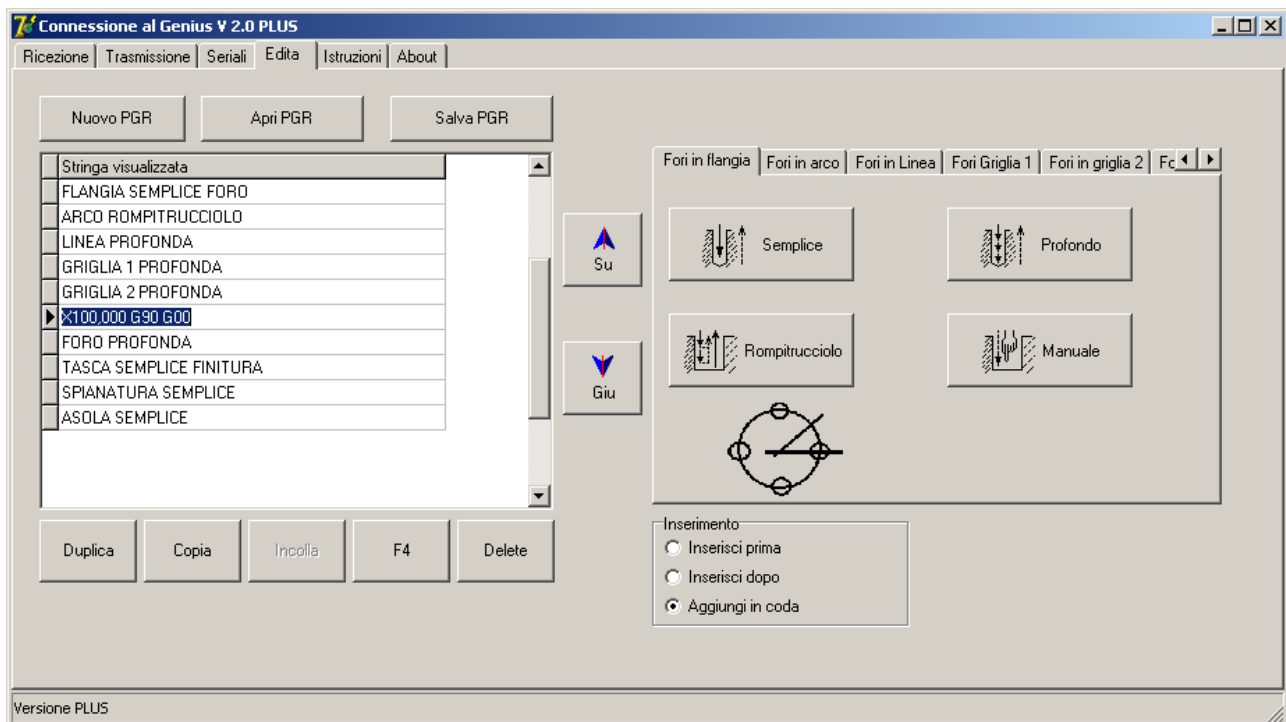 Connessione al Genius V 2.0 PLUS
Ricezione Trasmissione Seriali Edita Istruzioni About
Nuovo PGR Apri PGR Salva PGR
Stringa visualizzata
FLANGIA SEMPLICE FORO
ARCO ROMPITRUCCIOLO
LINEA PROFONDA
GRIGLIA 1 PROFONDA
GRIGLIA 2 PROFONDA
X100,000 G90 G00
FORO PROFONDA
TASCA SEMPLICE FINITURA
SPIANATURA SEMPLICE
ASOLA SEMPLICE
Su
Giu
Fori in flangia Fori in arco Fori in Linea Fori Griglia 1 Fori in griglia 2
Semplice Profondo
Rompitrucciolo Manuale
Duplica Copia Incolla F4 Delete
Inserimento
Inserisci prima
Inserisci dopo
Aggiungi in coda
Versione PLUS